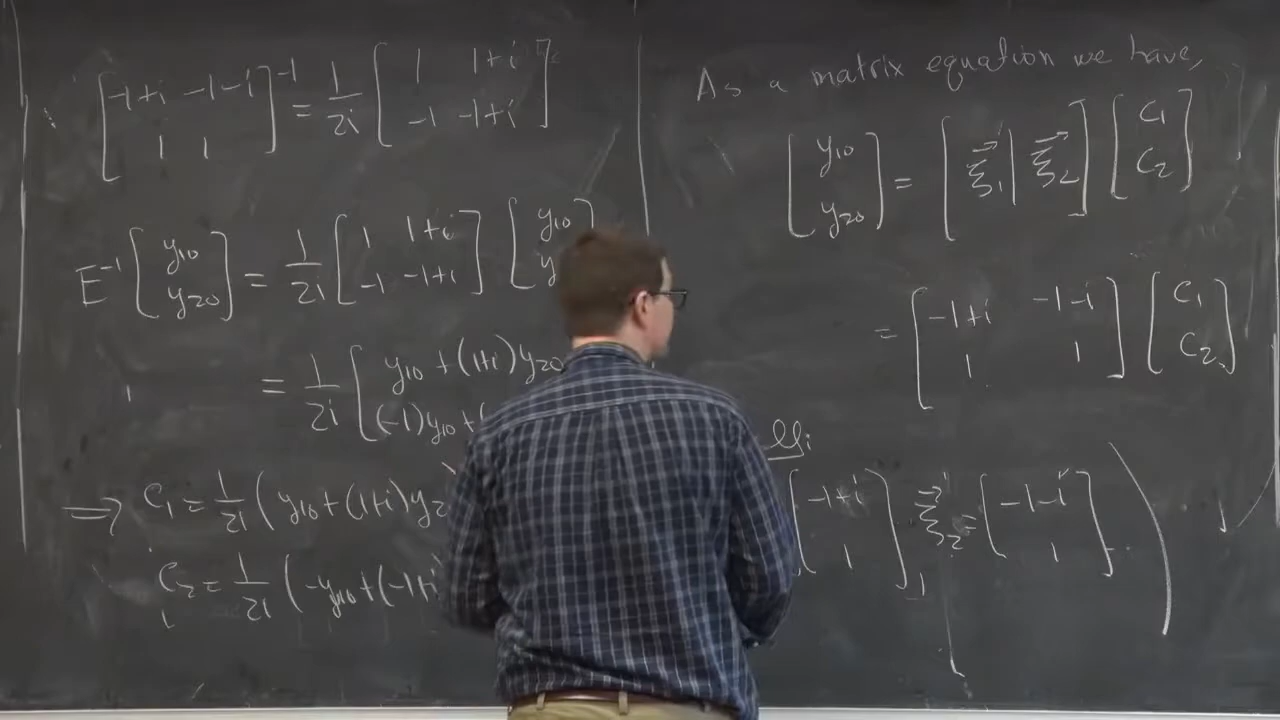 [-1+i -1-i; 1 1]^-1 = 1/2i [1 1+i; -1 -1+i]
E^-1 [y10; y20] = 1/2i [1 1+i; -1 -1+i] [y10; y
= 1/2i [y10 + (1+i)y20; (-1)y10 +
⇒ C1 = 1/2i (y10 + (1+i)y2
C2 = 1/2i (-y10 + (-1+i
As a matrix equation we have,
[y10; y20] = [ξ1 | ξ2] [C1; C2]
= [-1+i -1-i; 1 1] [C1; C2]
[-1+i; 1], ξ2 = [-1-i; 1]